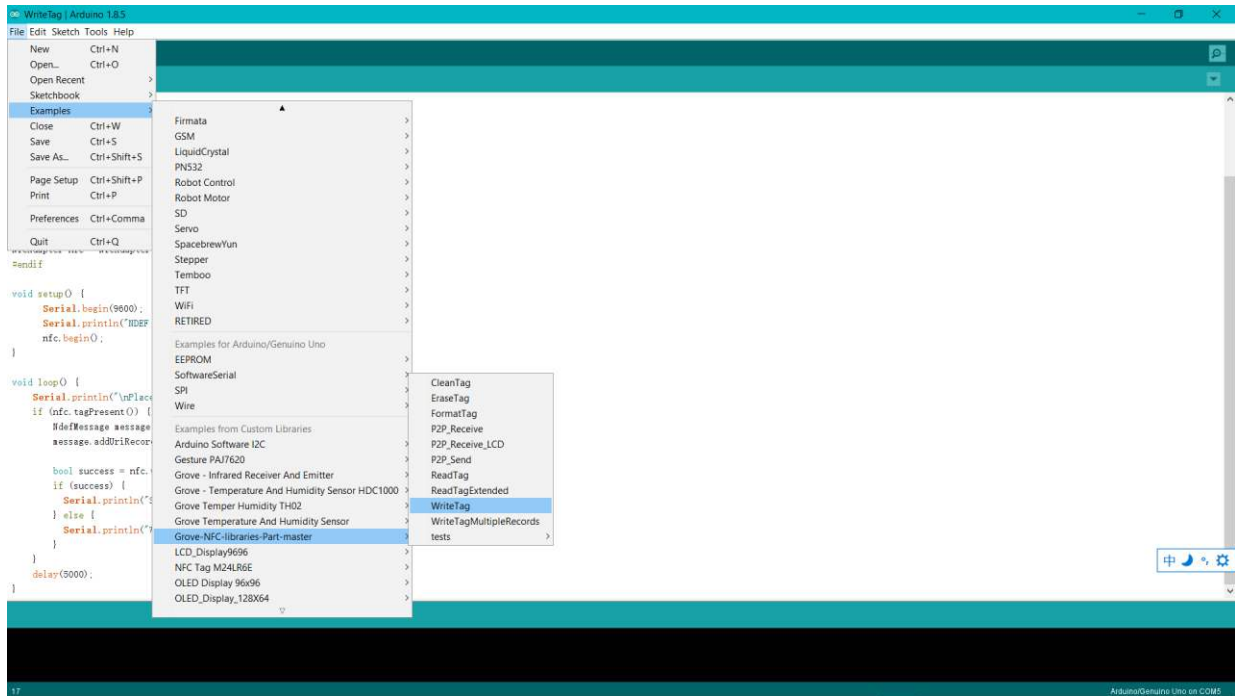 WriteTag | Arduino 1.8.5
File Edit Sketch Tools Help
New Ctrl+N
Open... Ctrl+O
Open Recent
Sketchbook
Examples
Close Ctrl+W
Save Ctrl+S
Save As... Ctrl+Shift+S
Page Setup Ctrl+Shift+P
Print Ctrl+P
Preferences Ctrl+Comma
Quit Ctrl+Q
Firmata
GSM
LiquidCrystal
PN532
Robot Control
Robot Motor
SD
Servo
SpacebrewYun
Stepper
Temboo
TFT
WiFi
RETIRED
Examples for Arduino/Genuino Uno
EEPROM
SoftwareSerial
SPI
Wire
Examples from Custom Libraries
Arduino Software I2C
Gesture PAJ7620
Grove - Infrared Receiver And Emitter
Grove - Temperature And Humidity Sensor HDC1000
Grove Temper Humidity TH02
Grove Temperature And Humidity Sensor
Grove-NFC-libraries-Part-master
LCD_Display9696
NFC Tag M24LR6E
OLED Display 96x96
OLED_Display_128X64
CleanTag
EraseTag
FormatTag
P2P_Receive
P2P_Receive_LCD
P2P_Send
ReadTag
ReadTagExtended
WriteTag
WriteTagMultipleRecords
tests
#endif
void setup() {
Serial.begin(9600);
Serial.println("NDEF
nfc.begin();
}
void loop() {
Serial.println("\nPlace
if (nfc.tagPresent()) {
NdefMessage message
message.addUriRecor
bool success = nfc.
if (success) {
Serial.println("
} else {
Serial.println("
}
}
delay(5000);
}
中
17
Arduino/Genuino Uno on COM5